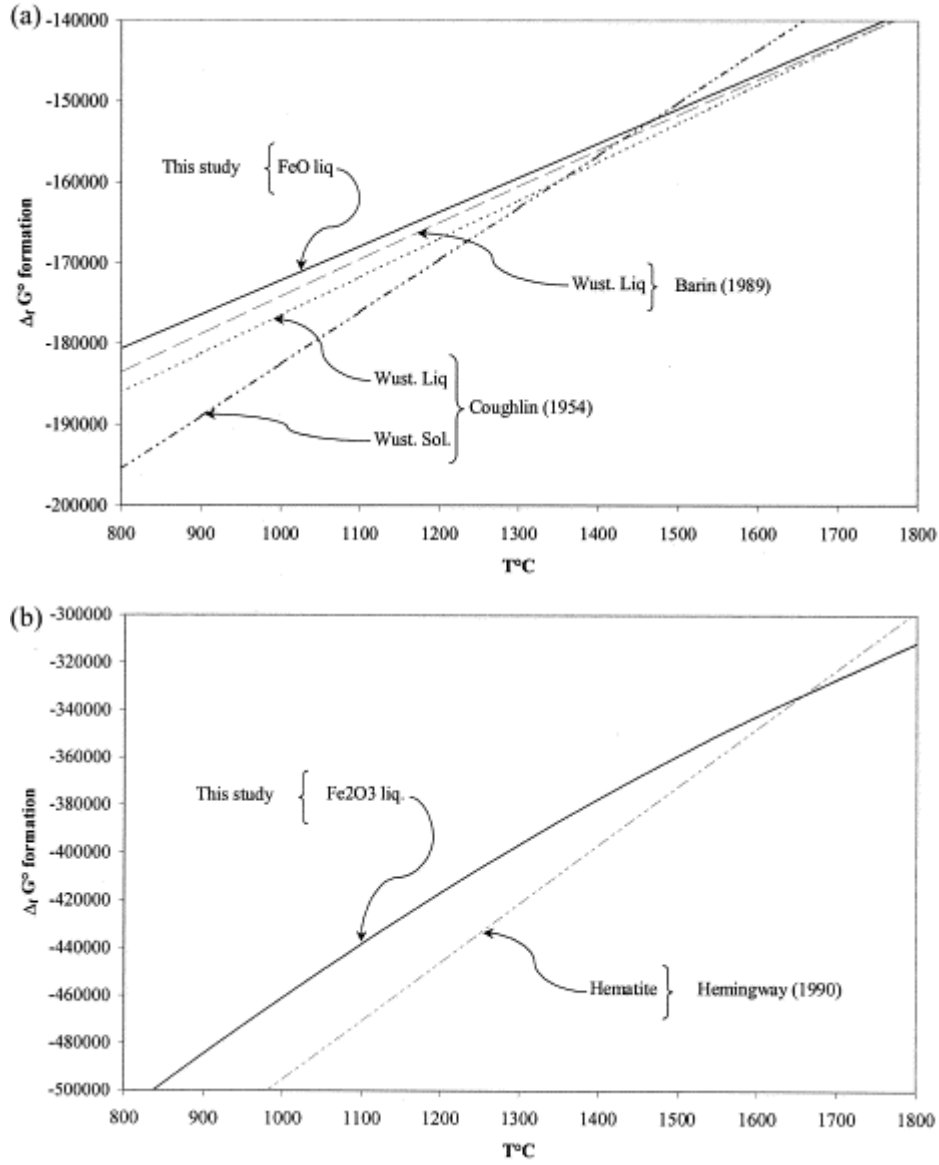 (a)
-140000
-150000
-160000
-170000
-180000
-190000
-200000
Δf G° formation
This study
FeO liq
Wust. Liq
Barin (1989)
Wust. Liq
Coughlin (1954)
Wust. Sol.
800 900 1000 1100 1200 1300 1400 1500 1600 1700 1800
T°C
(b)
-300000
-320000
-340000
-360000
-380000
-400000
-420000
-440000
-460000
-480000
-500000
Δf G° formation
This study
Fe2O3 liq.
Hematite
Hemingway (1990)
800 900 1000 1100 1200 1300 1400 1500 1600 1700 1800
T°C